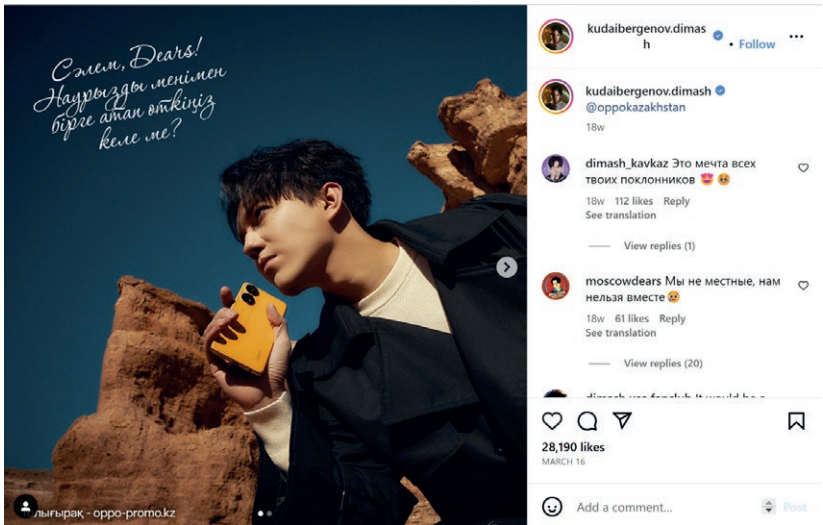 Сәлем, Dears!
Наурызды менімен
бірге атап өткіңіз
келе ме?
лығырақ - oppo-promo.kz
kudaibergenov.dimas
h
• Follow
kudaibergenov.dimash
@oppokazakhstan
18w
dimash_kavkaz Это мечта всех
твоих поклонников
18w 112 likes Reply
See translation
View replies (1)
moscowdears Мы не местные, нам
нельзя вместе
18w 61 likes Reply
See translation
View replies (20)
28,190 likes
MARCH 16
Add a comment...
Post